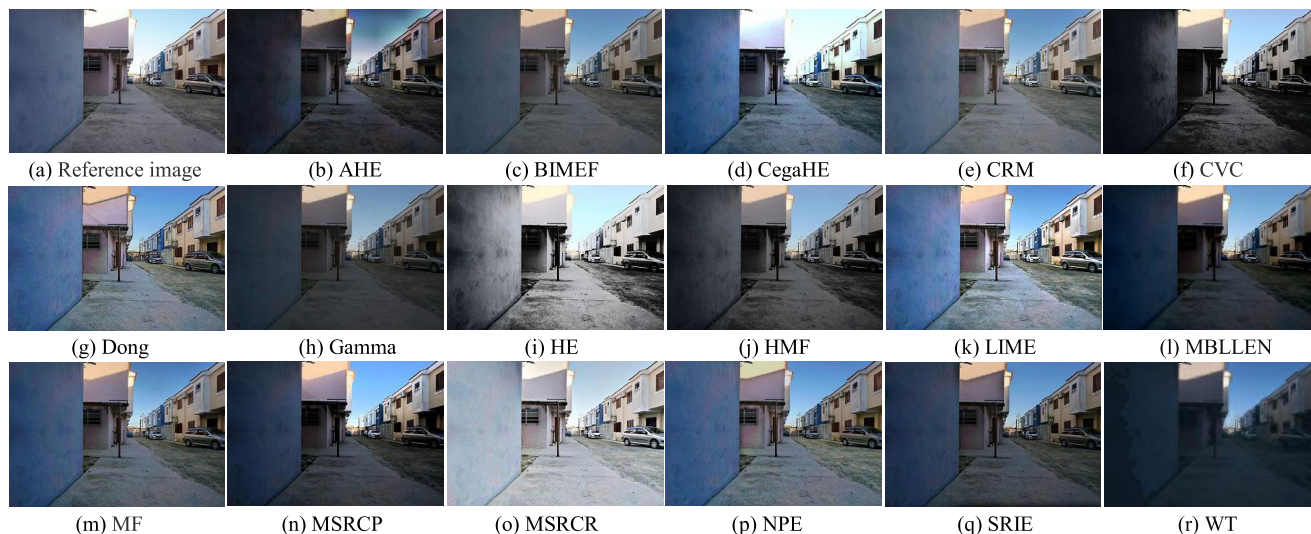 (a) Reference image (b) AHE (c) BIMEF (d) CegaHE (e) CRM (f) CVC
(g) Dong (h) Gamma (i) HE (j) HMF (k) LIME (l) MBLLEN
(m) MF (n) MSRCP (o) MSRCR (p) NPE (q) SRIE (r) WT